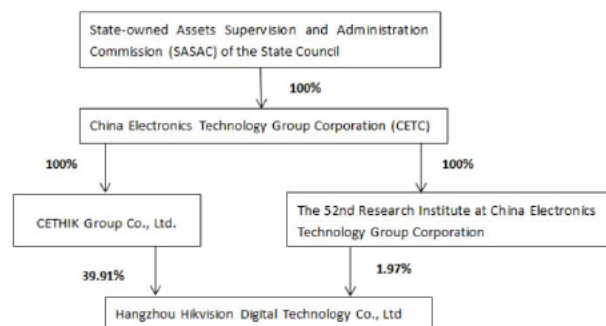 State-owned Assets Supervision and Administration
Commission (SASAC) of the State Council
100%
China Electronics Technology Group Corporation (CETC)
100%
100%
CETHIK Group Co., Ltd.
The 52nd Research Institute at China Electronics
Technology Group Corporation
39.91%
1.97%
Hangzhou Hikvision Digital Technology Co., Ltd